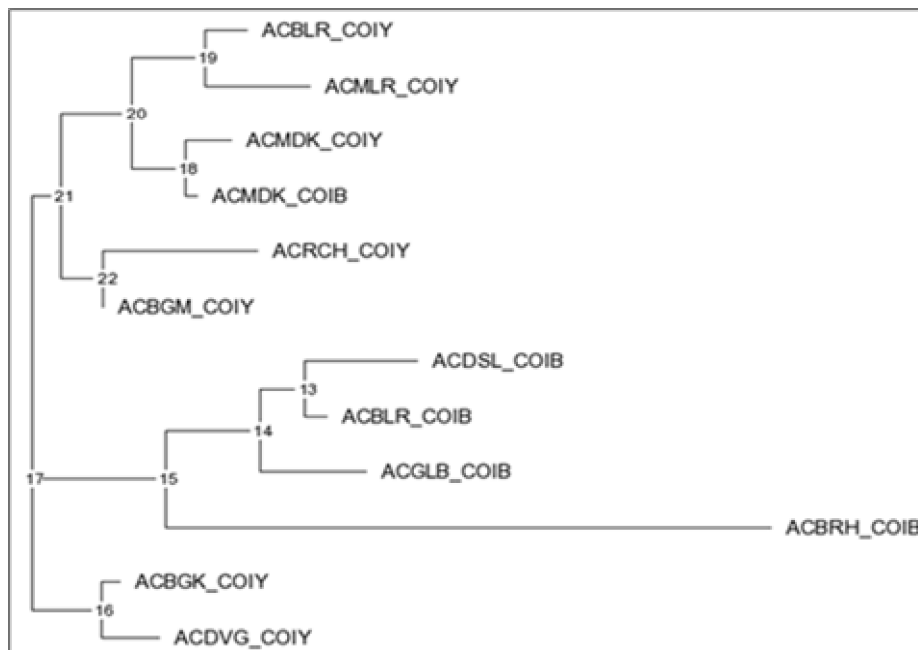 ACBLR_COIY
19
ACMLR_COIY
20
ACMDK_COIY
18
ACMDK_COIB
21
ACRCH_COIY
22
ACBGM_COIY
ACDSL_COIB
13
ACBLR_COIB
14
ACGLB_COIB
17
15
ACBRH_COIB
ACBGK_COIY
16
ACDVG_COIY